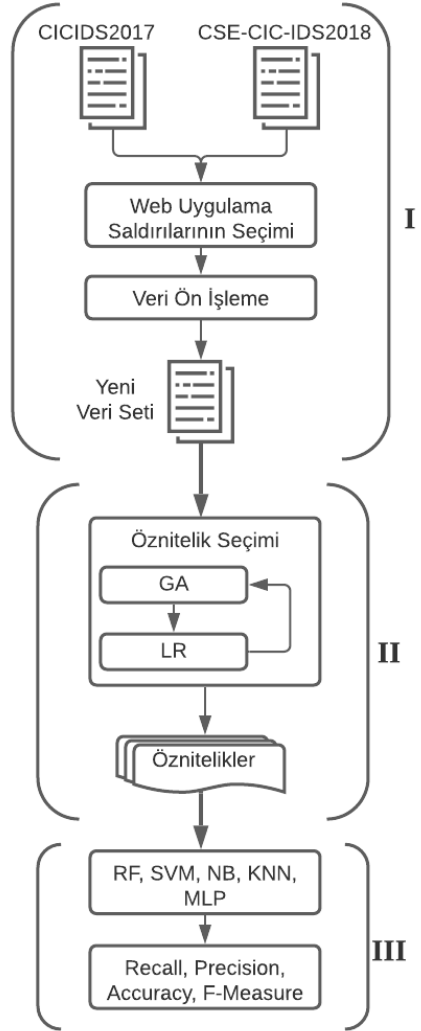 CICIDS2017
CSE-CIC-IDS2018
Web Uygulama
Saldırılarının Seçimi
Veri Ön İşleme
Yeni
Veri Seti
I
Öznitelik Seçimi
GA
LR
Öznitelikler
II
RF, SVM, NB, KNN,
MLP
Recall, Precision,
Accuracy, F-Measure
III